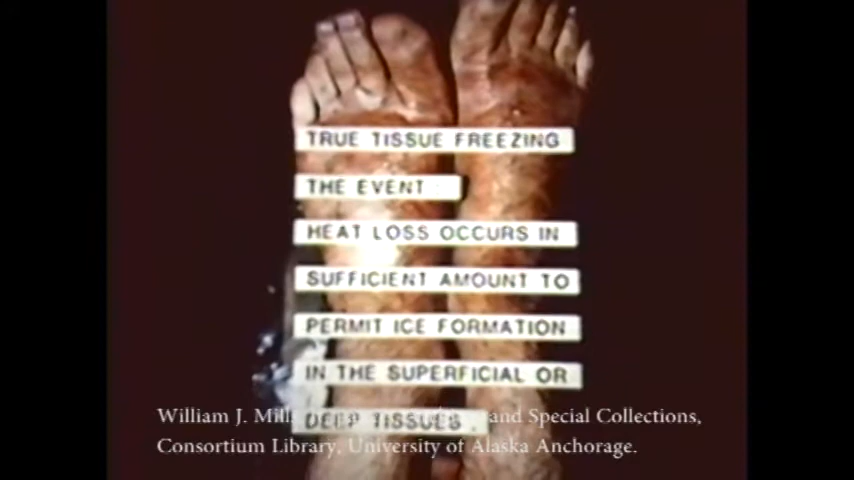 TRUE TISSUE FREEZING
THE EVENT :
HEAT LOSS OCCURS IN
SUFFICIENT AMOUNT TO
PERMIT ICE FORMATION
IN THE SUPERFICIAL OR
DEEP TISSUES .
William J. Mills and Special Collections,
Consortium Library, University of Alaska Anchorage.